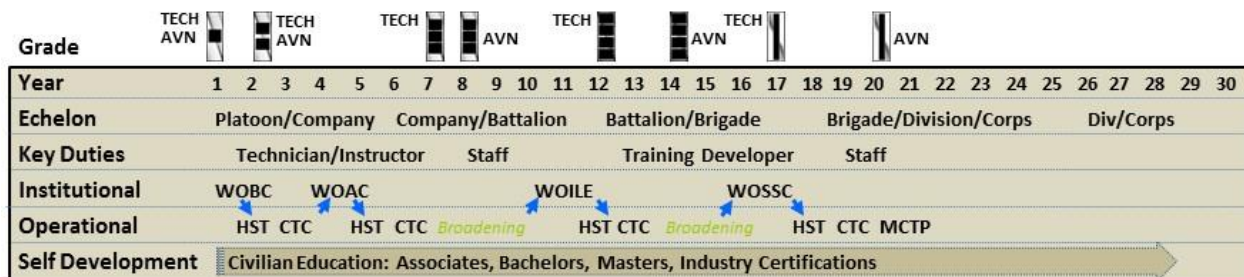 TECH AVN TECH AVN TECH AVN TECH AVN TECH AVN
Grade
Year 1 2 3 4 5 6 7 8 9 10 11 12 13 14 15 16 17 18 19 20 21 22 23 24 25 26 27 28 29 30
Echelon Platoon/Company Company/Battalion Battalion/Brigade Brigade/Division/Corps Div/Corps
Key Duties Technician/Instructor Staff Training Developer Staff
Institutional WOBC WOAC WOILE WOSSC
Operational HST CTC HST CTC Broadening HST CTC Broadening HST CTC MCTP
Self Development Civilian Education: Associates, Bachelors, Masters, Industry Certifications